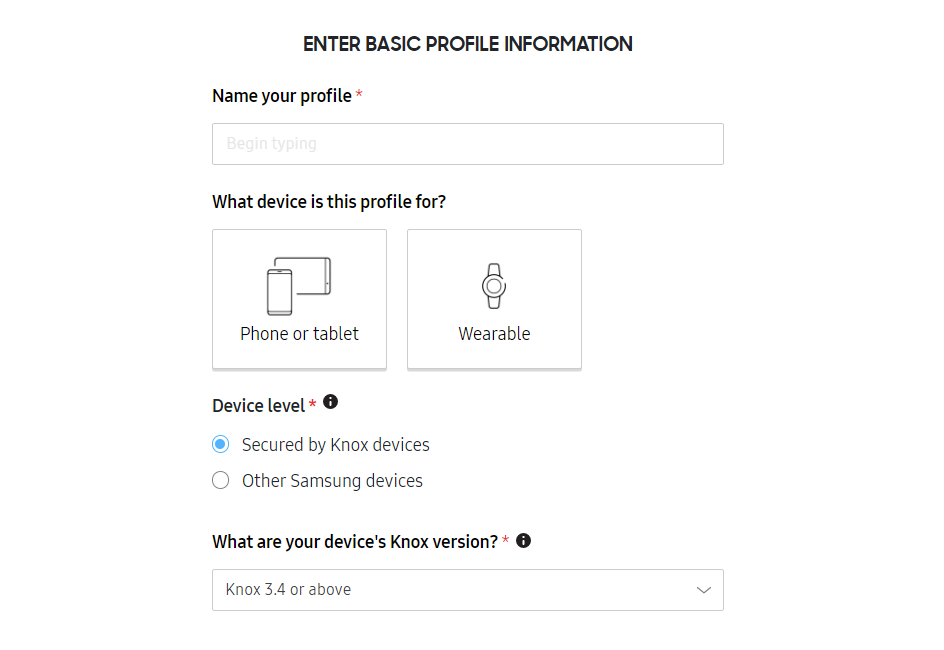 ENTER BASIC PROFILE INFORMATION
Name your profile *
Begin typing
What device is this profile for?
Phone or tablet
Wearable
Device level *
Secured by Knox devices
Other Samsung devices
What are your device's Knox version? *
Knox 3.4 or above